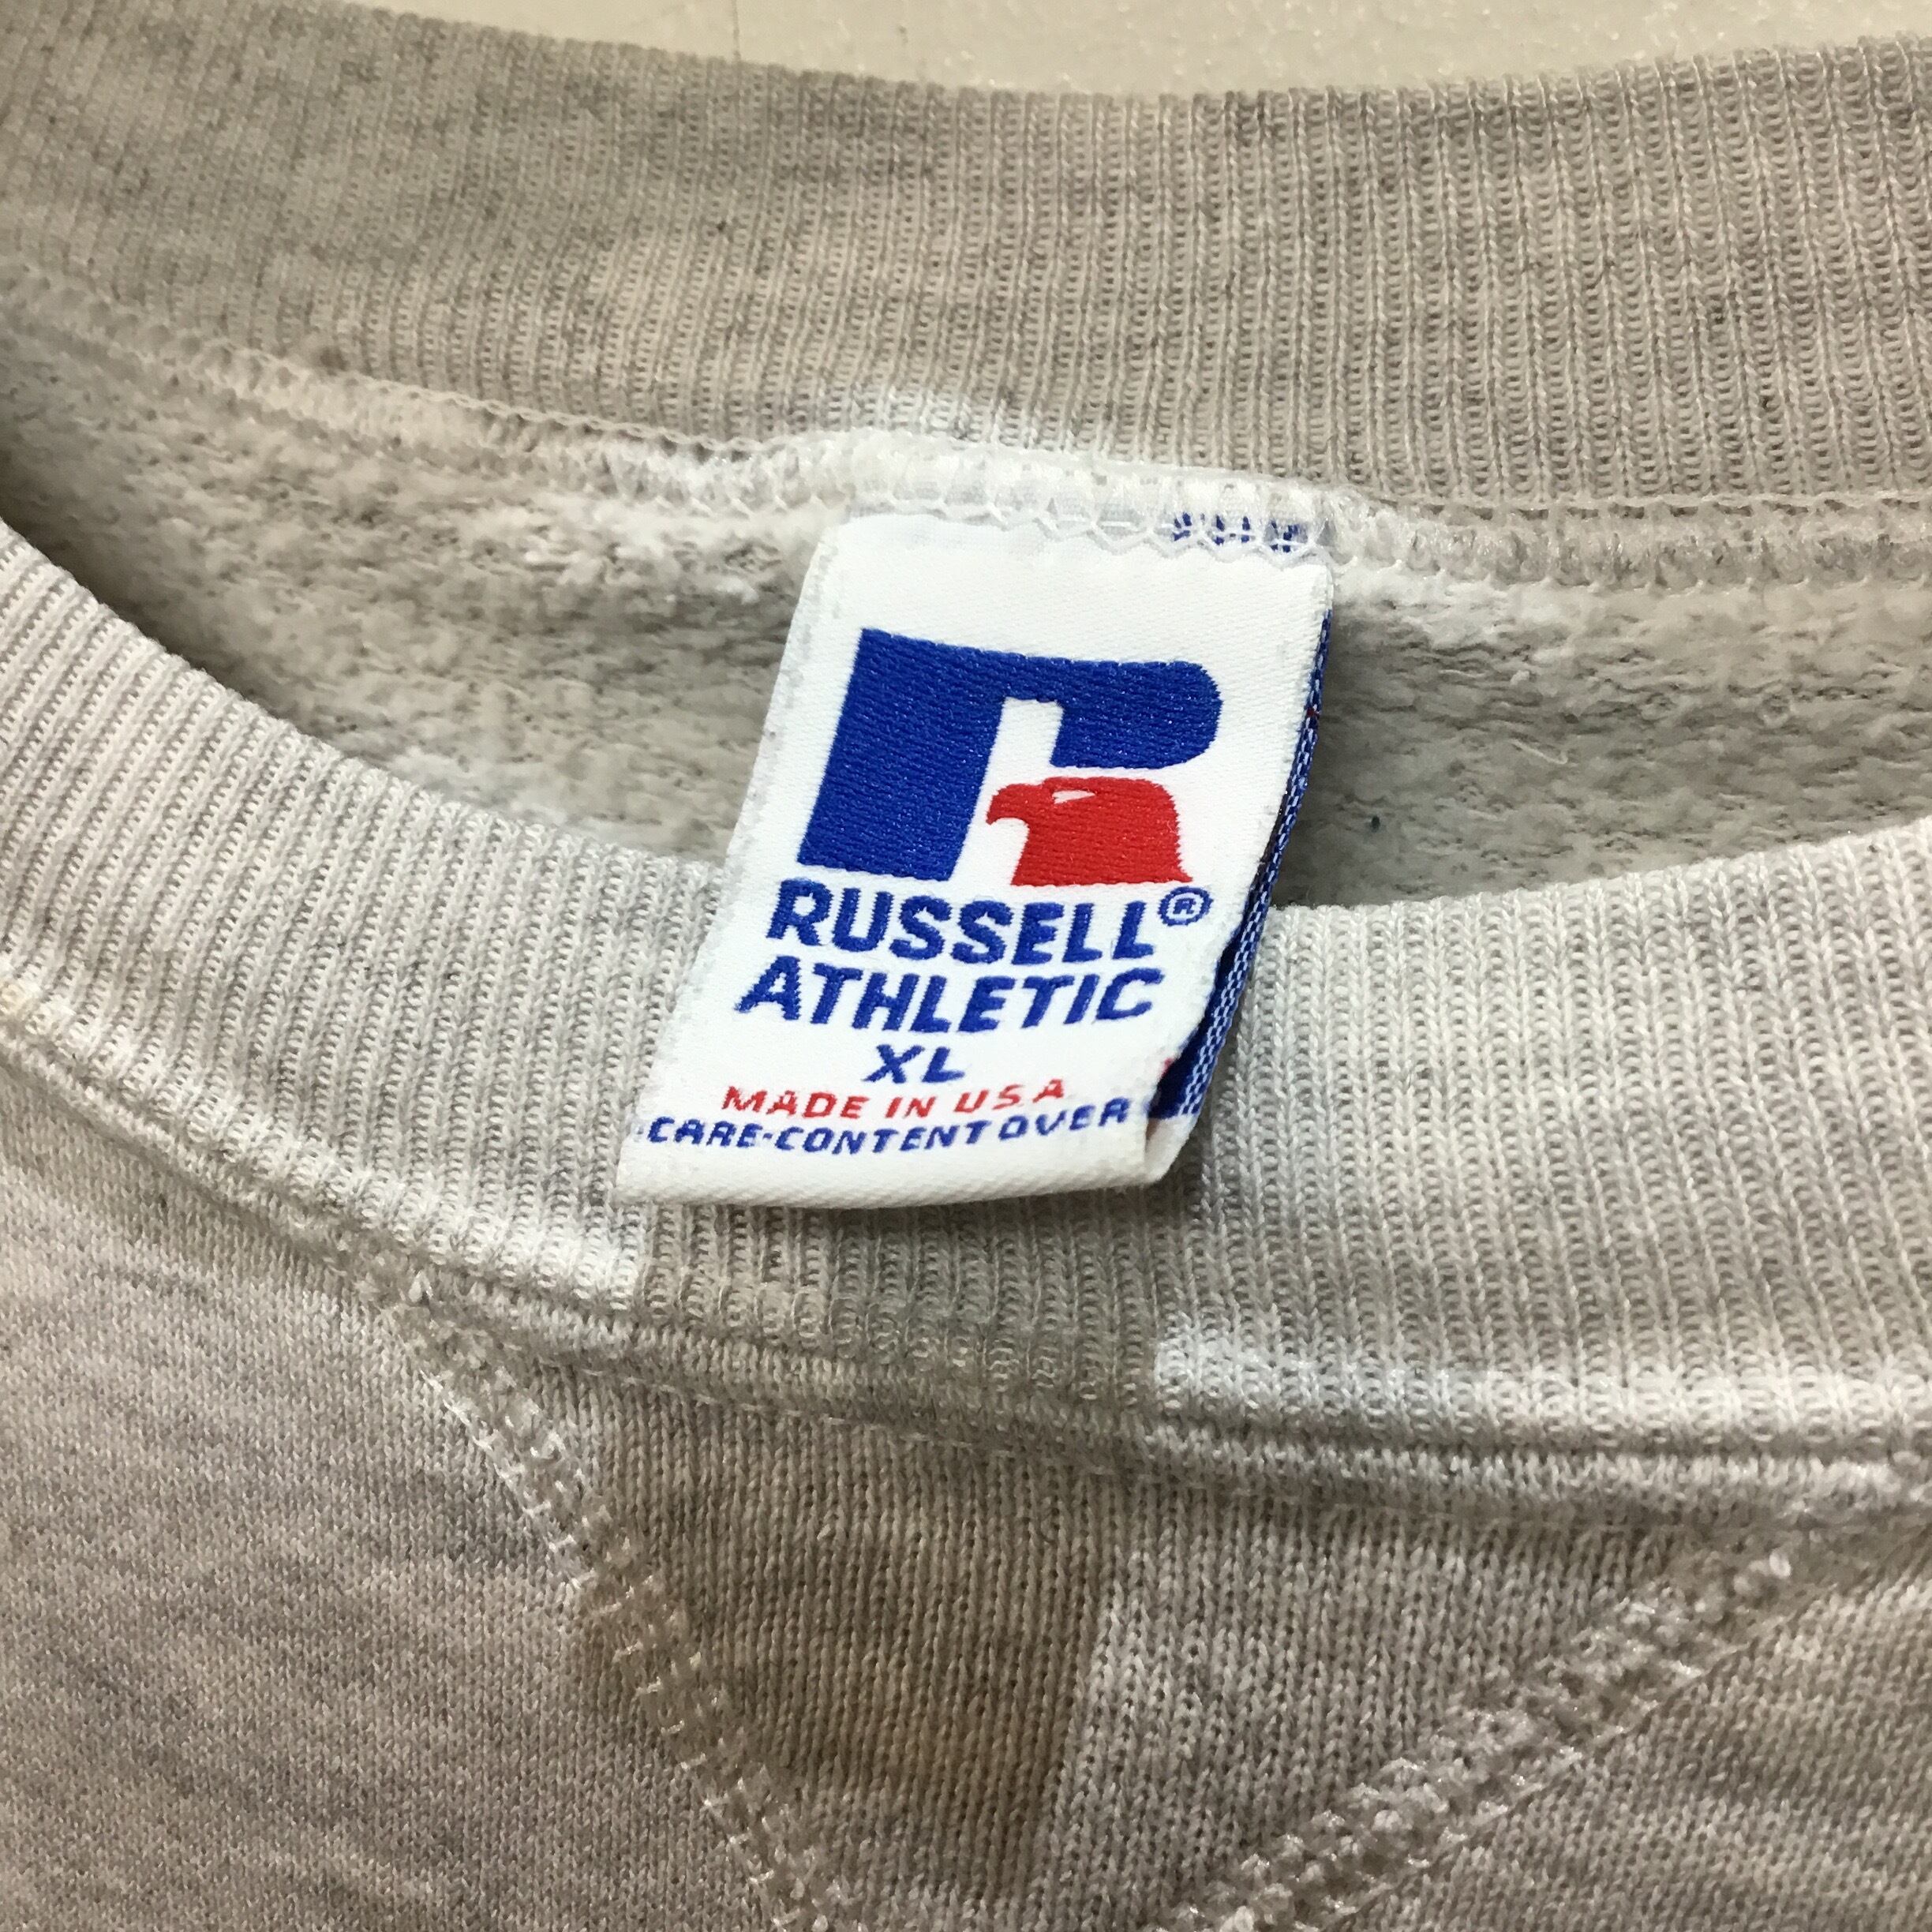 RUSSELL®
ATHLETIC
XL
MADE IN USA
CARE-CONTENT OVER